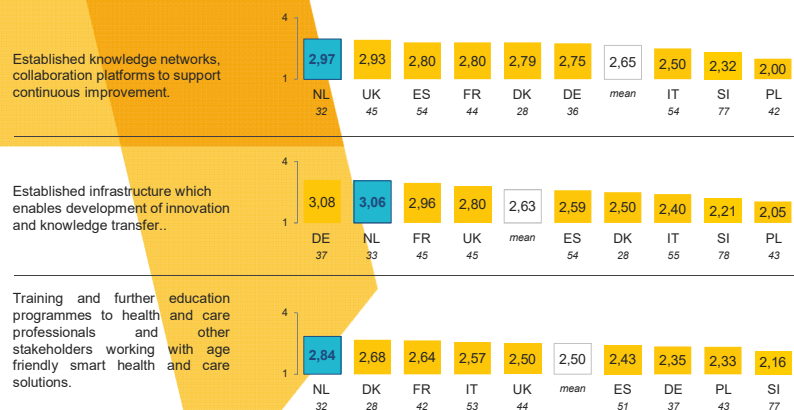 4
Established knowledge networks,
collaboration platforms to support
continuous improvement.
2,97 2,93 2,80 2,80 2,79 2,75 2,65 2,50 2,32 2,00
1
NL UK ES FR DK DE mean IT SI PL
32 45 54 44 28 36 54 77 42
4
Established infrastructure which
enables development of innovation
and knowledge transfer..
3,08 3,06 2,96 2,80 2,63 2,59 2,50 2,40 2,21 2,05
1
DE NL FR UK mean ES DK IT SI PL
37 33 45 45 54 28 55 78 43
Training and further education
programmes to health and care
professionals and other
stakeholders working with age
friendly smart health and care
solutions.
4
2,84 2,68 2,64 2,57 2,50 2,50 2,43 2,35 2,33 2,16
1
NL DK FR IT UK mean ES DE PL SI
32 28 42 53 44 51 37 43 77